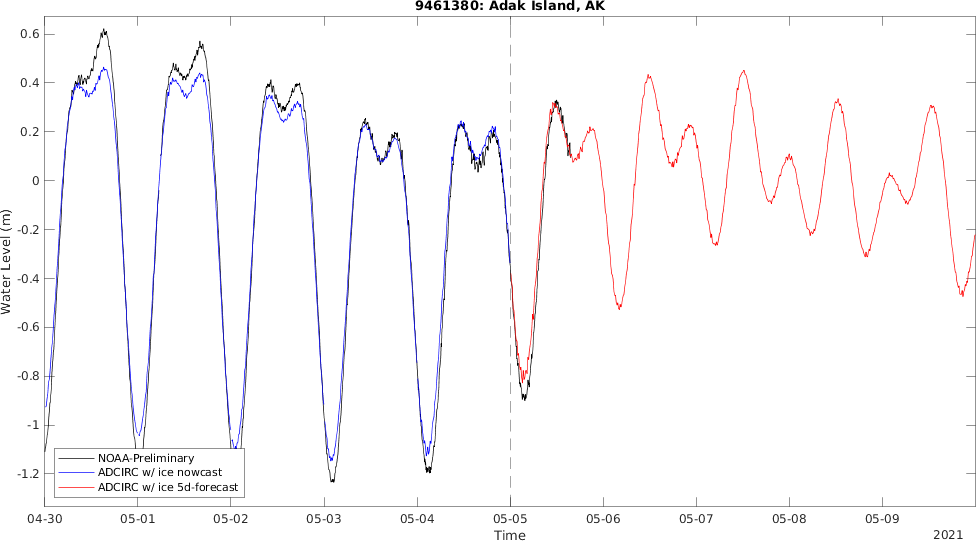 9461380: Adak Island, AK
Water Level (m)
0.6
0.4
0.2
0
-0.2
-0.4
-0.6
-0.8
-1
-1.2
NOAA-Preliminary
ADCIRC w/ ice nowcast
ADCIRC w/ ice 5d-forecast
04-30 05-01 05-02 05-03 05-04 05-05 05-06 05-07 05-08 05-09
Time
2021